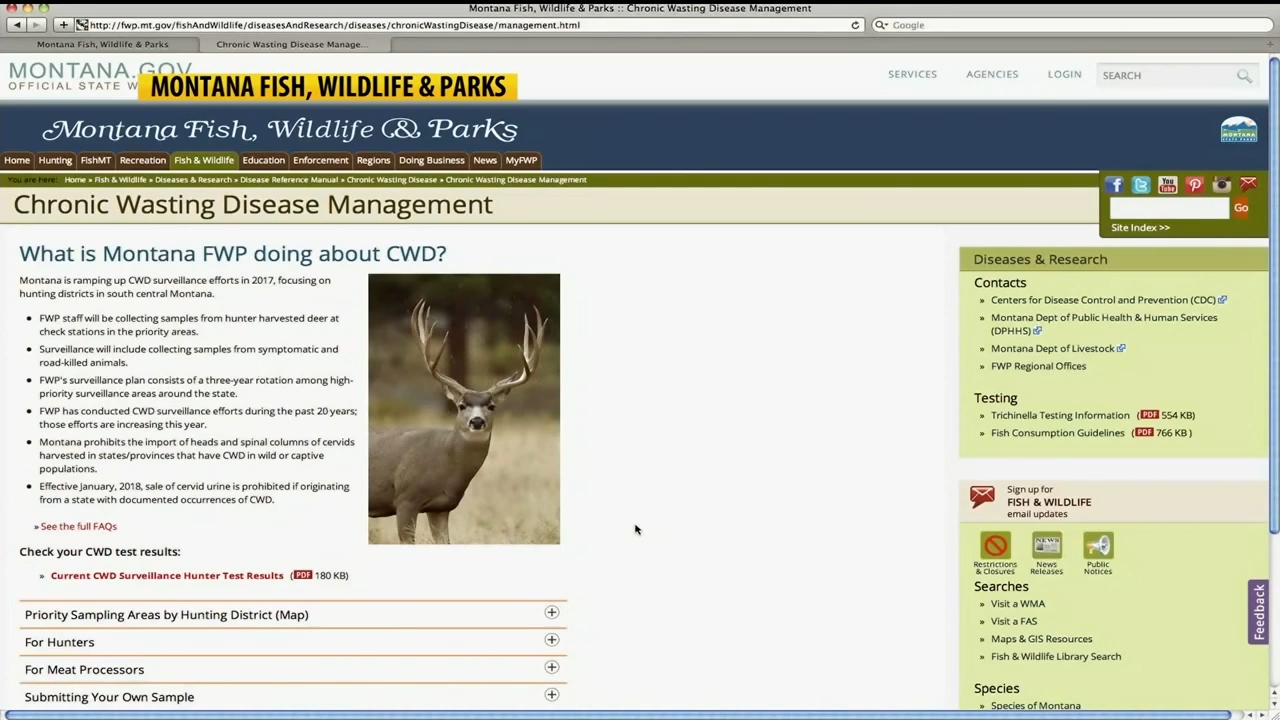 Montana Fish, Wildlife & Parks :: Chronic Wasting Disease Management
http://fwp.mt.gov/fishAndWildlife/diseasesAndResearch/diseases/chronicWastingDisease/management.html
Google
Montana Fish, Wildlife & Parks
Chronic Wasting Disease Manage...
MONTANA.GOV
OFFICIAL STATE W
MONTANA FISH, WILDLIFE & PARKS
SERVICES
AGENCIES
LOGIN
SEARCH
Montana Fish, Wildlife & Parks
Home Hunting FishMT Recreation Fish & Wildlife Education Enforcement Regions Doing Business News MyFWP
You are here: Home » Fish & Wildlife » Diseases & Research » Disease Reference Manual » Chronic Wasting Disease » Chronic Wasting Disease Management
Chronic Wasting Disease Management
Go
Site Index >>
What is Montana FWP doing about CWD?
Montana is ramping up CWD surveillance efforts in 2017, focusing on
hunting districts in south central Montana.
• FWP staff will be collecting samples from hunter harvested deer at
check stations in the priority areas.
• Surveillance will include collecting samples from symptomatic and
road-killed animals.
• FWP's surveillance plan consists of a three-year rotation among high-
priority surveillance areas around the state.
• FWP has conducted CWD surveillance efforts during the past 20 years;
those efforts are increasing this year.
• Montana prohibits the import of heads and spinal columns of cervids
harvested in states/provinces that have CWD in wild or captive
populations.
• Effective January, 2018, sale of cervid urine is prohibited if originating
from a state with documented occurrences of CWD.
» See the full FAQs
Check your CWD test results:
» Current CWD Surveillance Hunter Test Results (PDF 180 KB)
Priority Sampling Areas by Hunting District (Map)
For Hunters
For Meat Processors
Submitting Your Own Sample
Diseases & Research
Contacts
» Centers for Disease Control and Prevention (CDC)
» Montana Dept of Public Health & Human Services
(DPHHS)
» Montana Dept of Livestock
» FWP Regional Offices
Testing
» Trichinella Testing Information (PDF 554 KB)
» Fish Consumption Guidelines (PDF 766 KB )
Sign up for
FISH & WILDLIFE
email updates
Restrictions
& Closures
NEWS
News
Releases
Public
Notices
Searches
» Visit a WMA
» Visit a FAS
» Maps & GIS Resources
» Fish & Wildlife Library Search
Species
» Species of Montana
Feedback